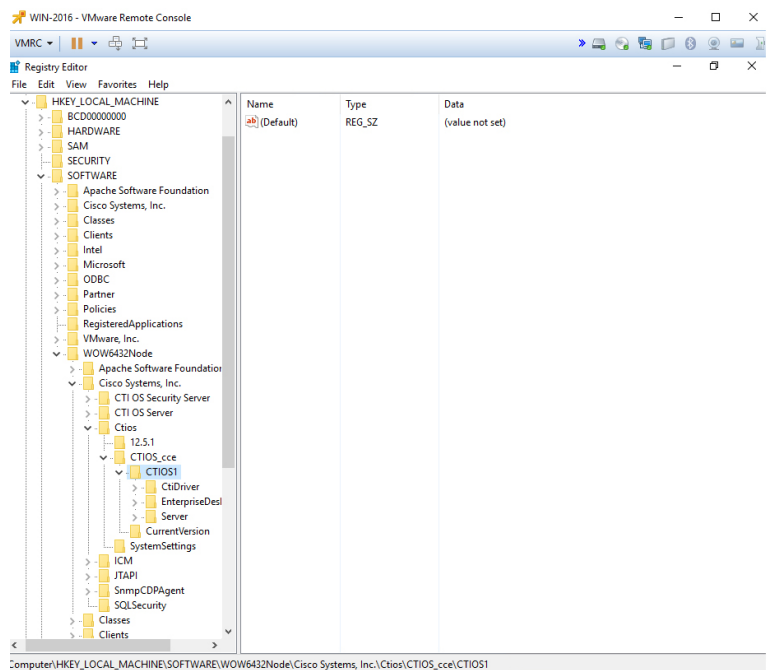 WIN-2016 - VMware Remote Console
VMRC
Registry Editor
File Edit View Favorites Help
HKEY_LOCAL_MACHINE
BCD00000000
HARDWARE
SAM
SECURITY
SOFTWARE
Apache Software Foundation
Cisco Systems, Inc.
Classes
Clients
Intel
Microsoft
ODBC
Partner
Policies
RegisteredApplications
VMware, Inc.
WOW6432Node
Apache Software Foundation
Cisco Systems, Inc.
CTI OS Security Server
CTI OS Server
Ctios
12.5.1
CTIOS_cce
CTIOS1
CtiDriver
EnterpriseDesl
Server
CurrentVersion
SystemSettings
ICM
JTAPI
SnmpCDPAgent
SQLSecurity
Classes
Clients
Name Type Data
ab (Default) REG_SZ (value not set)
Computer\HKEY_LOCAL_MACHINE\SOFTWARE\WOW6432Node\Cisco Systems, Inc.\Ctios\CTIOS_cce\CTIOS1